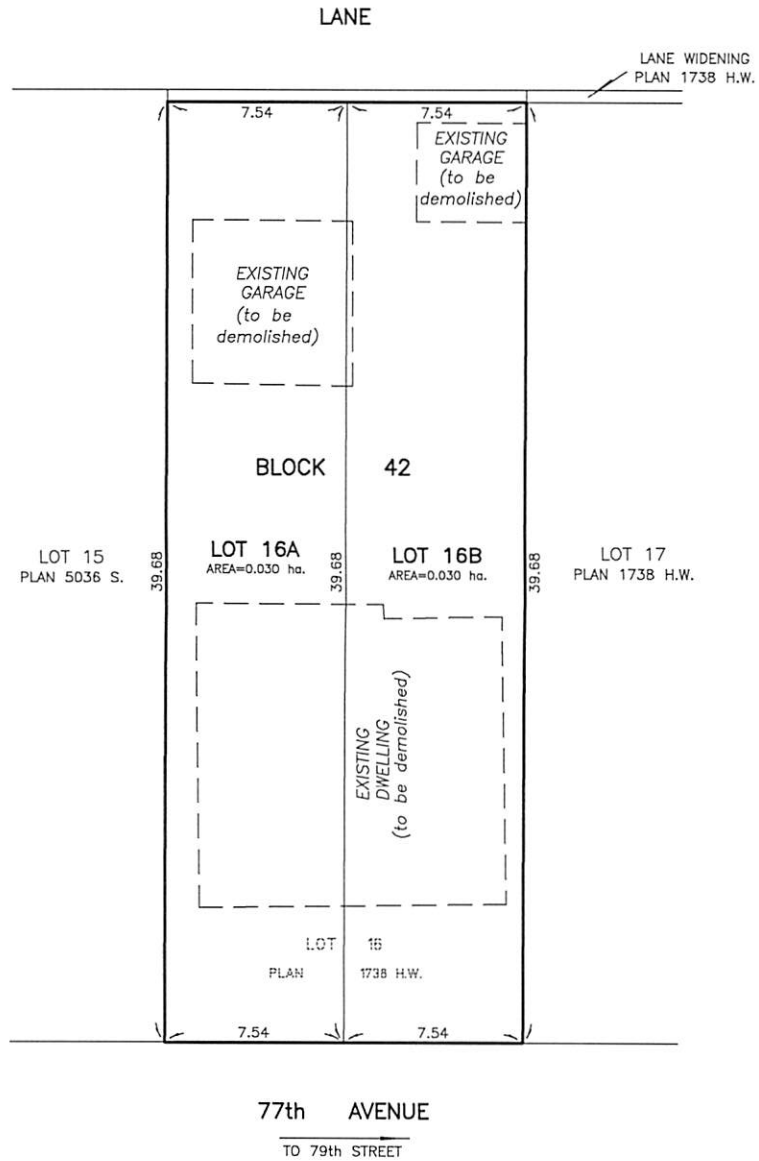 LANE
LANE WIDENING
PLAN 1738 H.W.
7.54
7.54
EXISTING
GARAGE
(to be
demolished)
EXISTING
GARAGE
(to be
demolished)
BLOCK 42
LOT 15
PLAN 5036 S.
39.68
LOT 16A
AREA=0.030 ha.
39.68
LOT 16B
AREA=0.030 ha.
39.68
LOT 17
PLAN 1738 H.W.
EXISTING
DWELLING
(to be demolished)
LOT 16
PLAN 1738 H.W.
7.54
7.54
77th AVENUE
TO 79th STREET